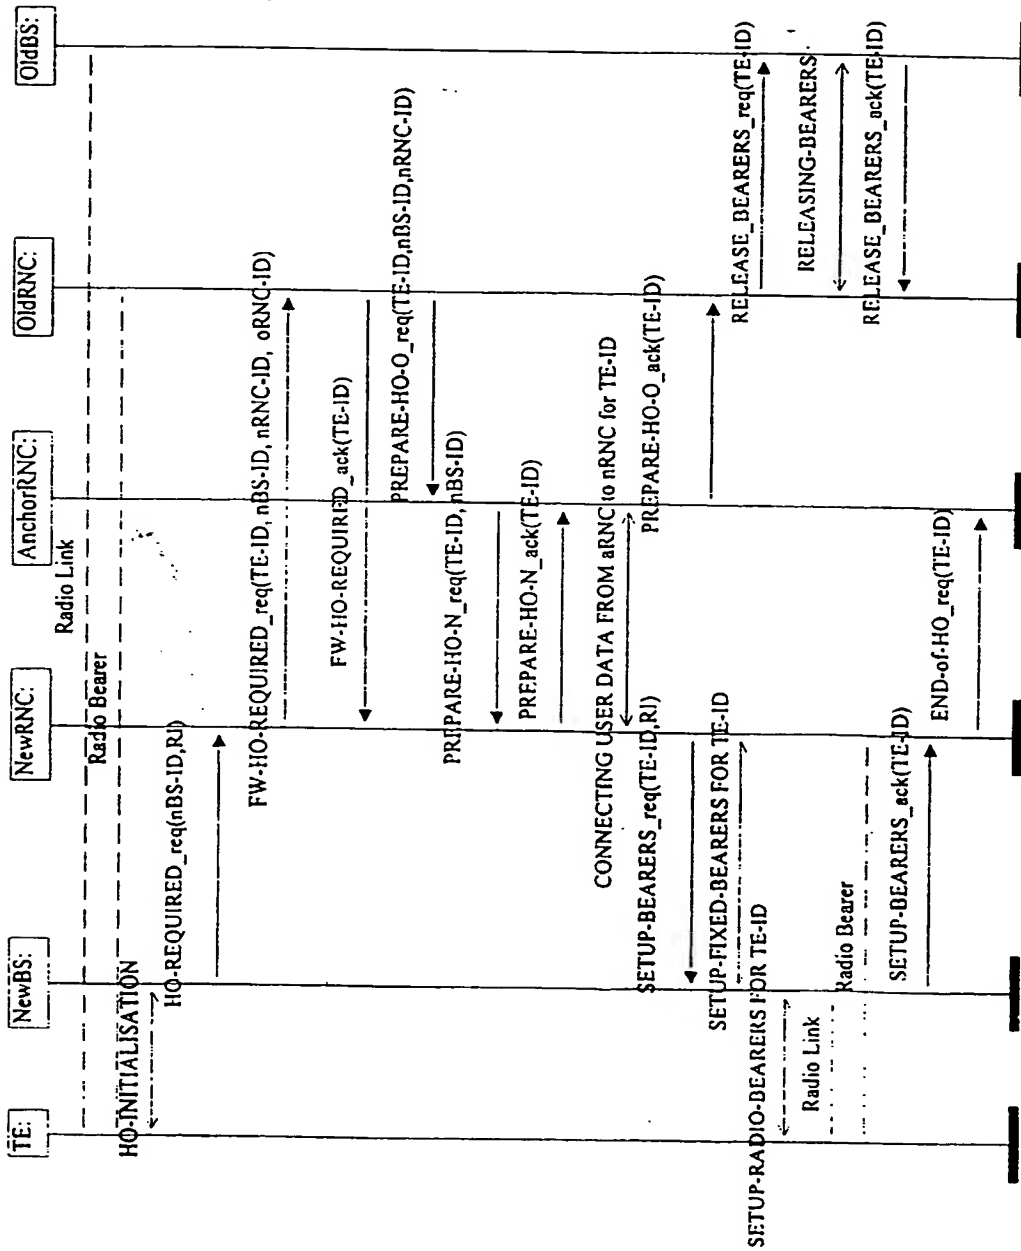 TE:
NewBS:
NewRNC:
AnchorRNC:
OldRNC:
OldBS:
Radio Link
Radio Bearer
HO-INITIALISATION
HO-REQUIRED_req(nBS-ID,RI)
FW-HO-REQUIRED_req(TE-ID, nBS-ID, nRNC-ID, oRNC-ID)
FW-HO-REQUIRED_ack(TE-ID)
PREPARE-HO-O_req(TE-ID,nBS-ID,nRNC-ID)
PREPARE-HO-N_req(TE-ID, nBS-ID)
PREPARE-HO-N_ack(TE-ID)
CONNECTING USER DATA FROM aRNC to nRNC for TE-ID
SETUP-BEARERS_req(TE-ID,RI)
PREPARE-HO-O_ack(TE-ID)
SETUP-FIXED-BEARERS FOR TE-ID
RELEASE_BEARERS_req(TE-ID)
SETUP-RADIO-BEARERS FOR TE-ID
RELEASING-BEARERS
Radio Link
Radio Bearer
RELEASE_BEARERS_ack(TE-ID)
SETUP-BEARERS_ack(TE-ID)
END-of-HO_req(TE-ID)